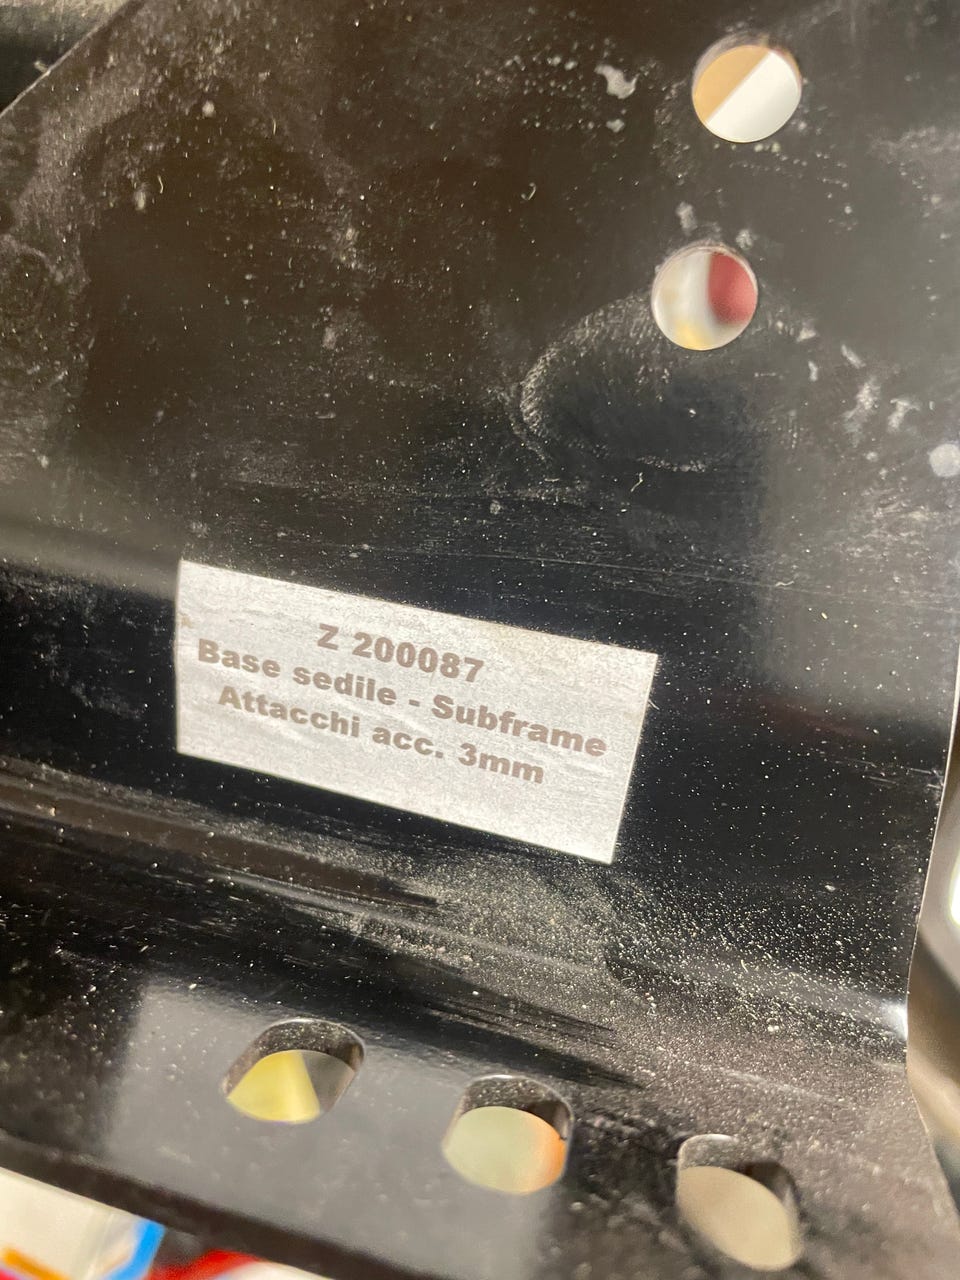 Z 200087
Base sedile - Subframe
Attacchi acc. 3mm